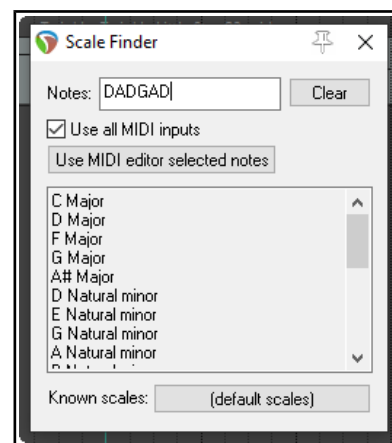 Scale Finder
Notes: DADGAD Clear
Use all MIDI inputs
Use MIDI editor selected notes
C Major
D Major
F Major
G Major
A# Major
D Natural minor
E Natural minor
G Natural minor
A Natural minor
Known scales: (default scales)